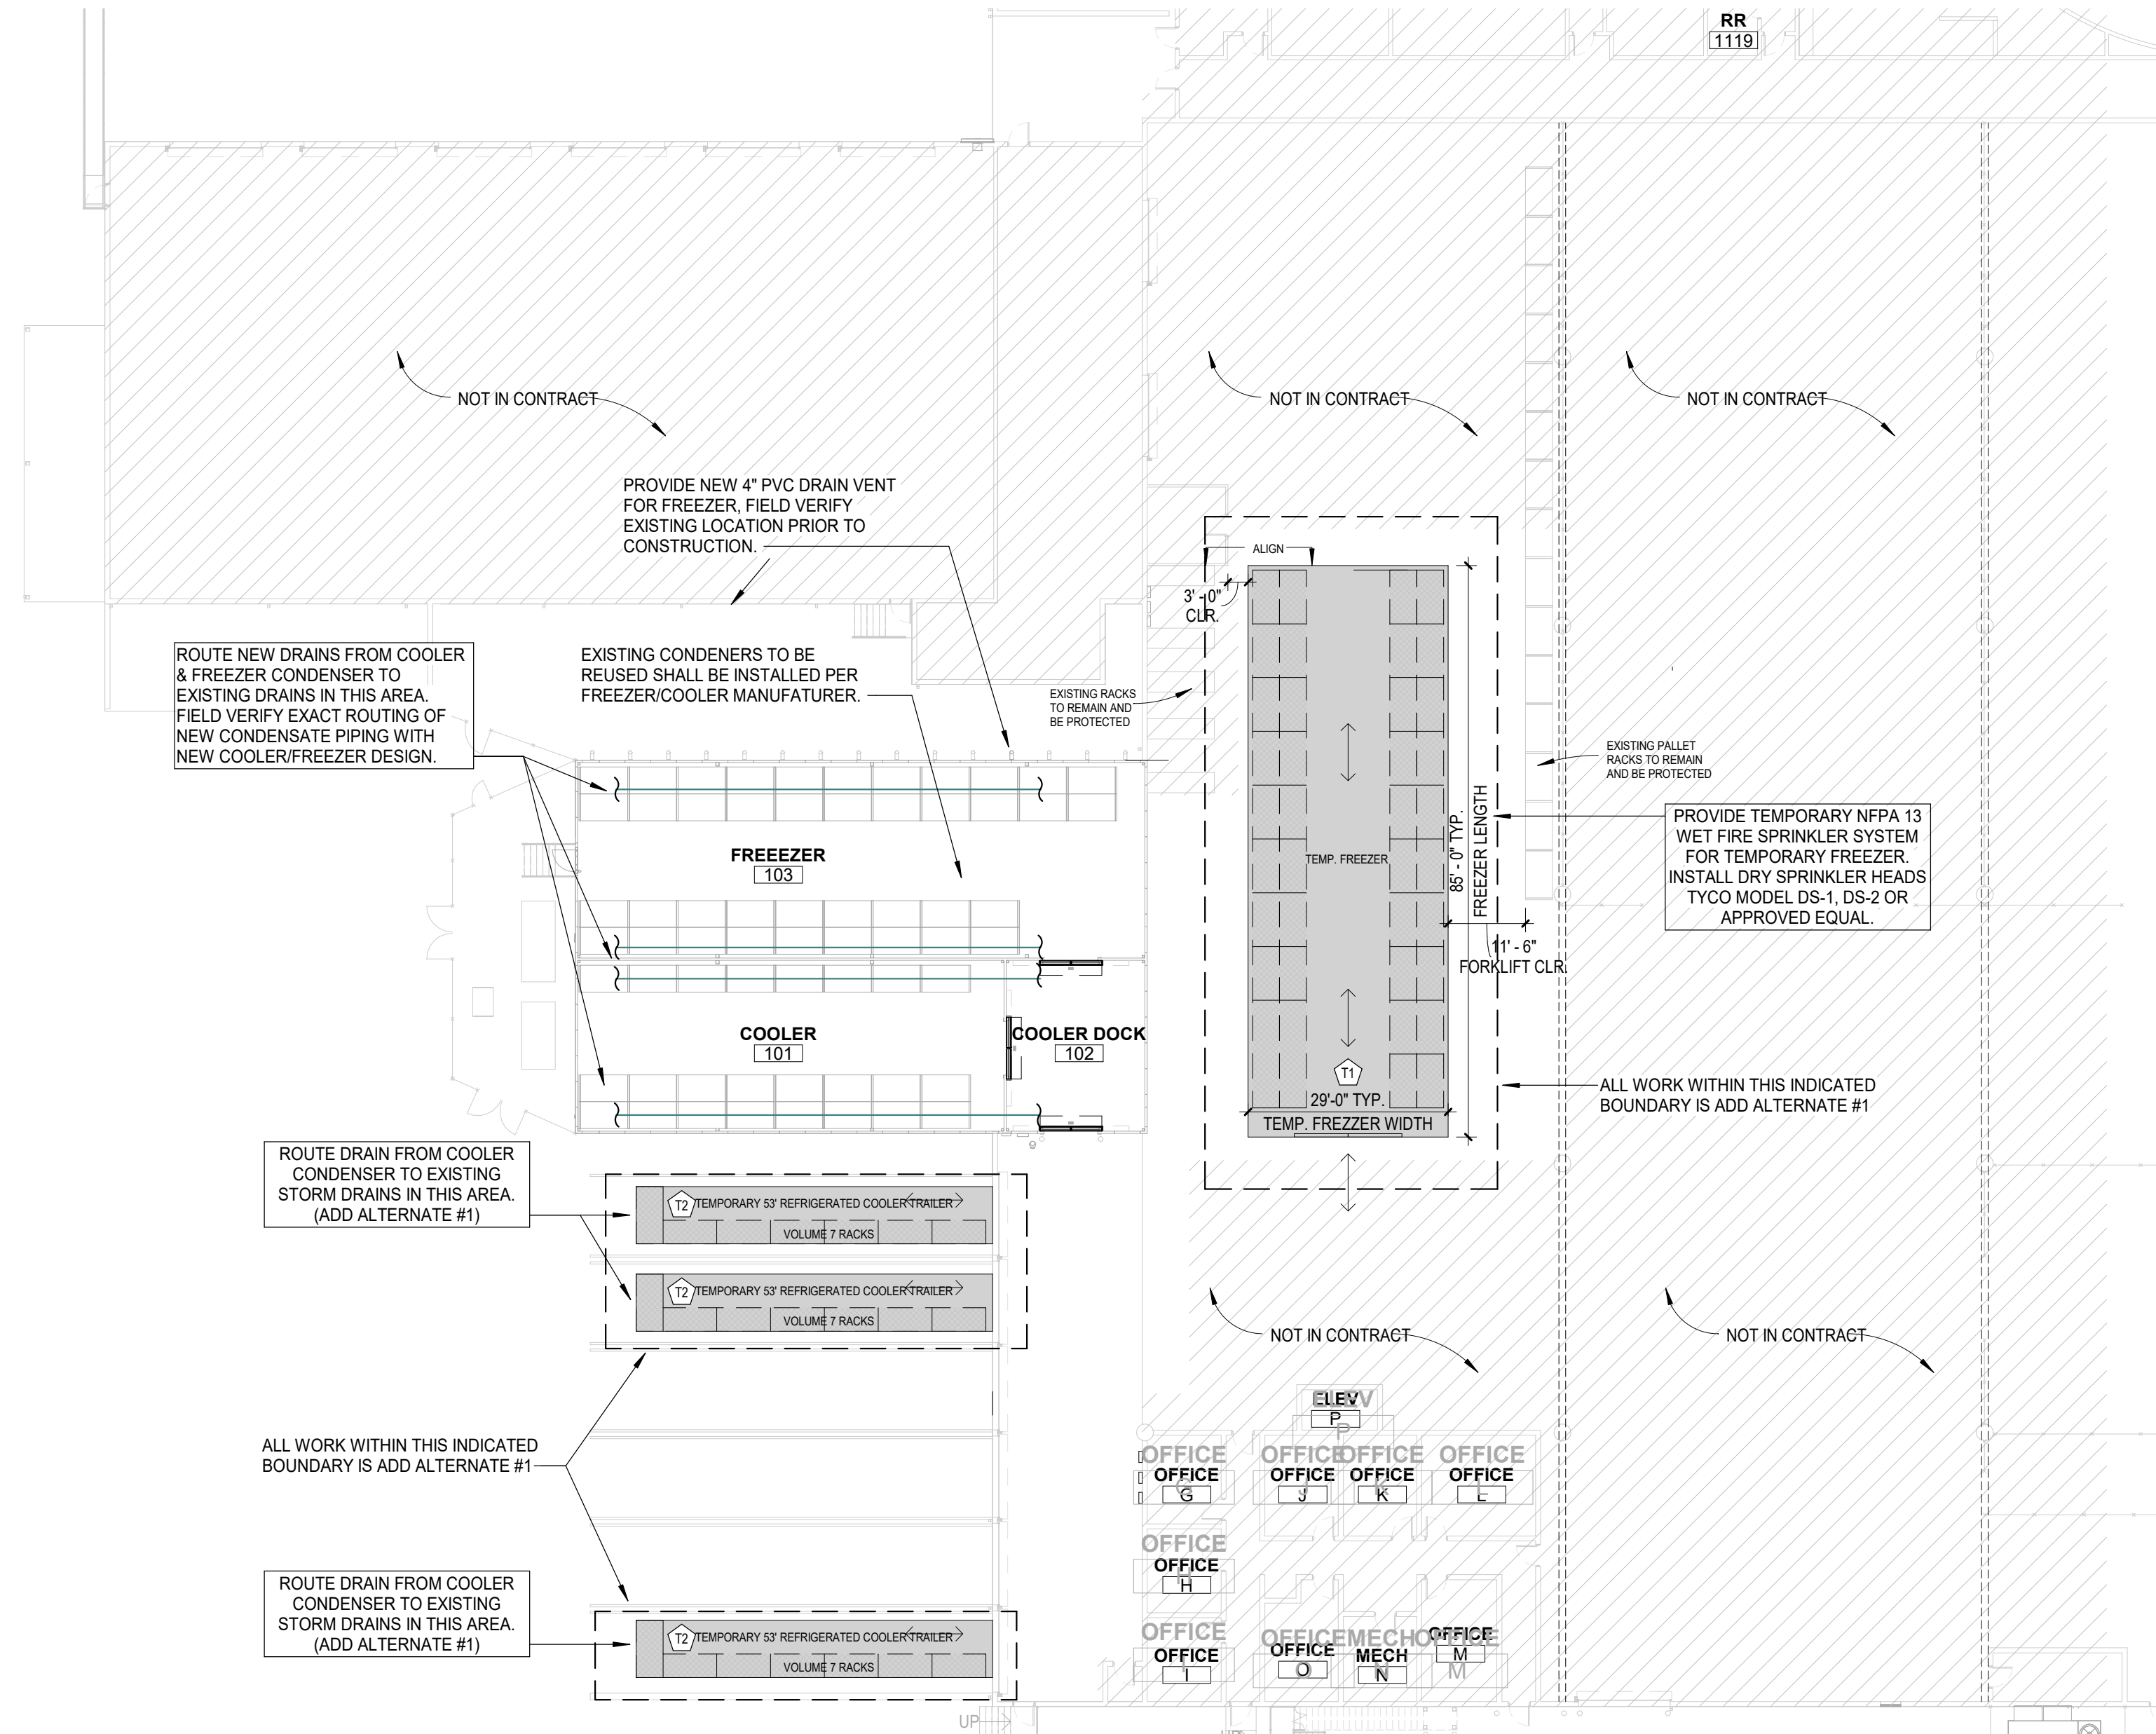 RR
1119
NOT IN CONTRACT
NOT IN CONTRACT
NOT IN CONTRACT
PROVIDE NEW 4" PVC DRAIN VENT
FOR FREEZER, FIELD VERIFY
EXISTING LOCATION PRIOR TO
CONSTRUCTION.
ALIGN
3' - 0"
CLR.
ROUTE NEW DRAINS FROM COOLER
& FREEZER CONDENSER TO
EXISTING DRAINS IN THIS AREA.
FIELD VERIFY EXACT ROUTING OF
NEW CONDENSATE PIPING WITH
NEW COOLER/FREEZER DESIGN.
EXISTING CONDENERS TO BE
REUSED SHALL BE INSTALLED PER
FREEZER/COOLER MANUFATURER.
EXISTING RACKS
TO REMAIN AND
BE PROTECTED
EXISTING PALLET
RACKS TO REMAIN
AND BE PROTECTED
FREEEZER
103
TEMP. FREEZER
85' - 0" TYP.
FREEZER LENGTH
PROVIDE TEMPORARY NFPA 13
WET FIRE SPRINKLER SYSTEM
FOR TEMPORARY FREEZER.
INSTALL DRY SPRINKLER HEADS
TYCO MODEL DS-1, DS-2 OR
APPROVED EQUAL.
11' - 6"
FORKLIFT CLR.
COOLER
101
COOLER DOCK
102
T1
29'-0" TYP.
TEMP. FREZZER WIDTH
ALL WORK WITHIN THIS INDICATED
BOUNDARY IS ADD ALTERNATE #1
ROUTE DRAIN FROM COOLER
CONDENSER TO EXISTING
STORM DRAINS IN THIS AREA.
(ADD ALTERNATE #1)
T2
TEMPORARY 53' REFRIGERATED COOLER TRAILER
VOLUME 7 RACKS
T2
TEMPORARY 53' REFRIGERATED COOLER TRAILER
VOLUME 7 RACKS
NOT IN CONTRACT
NOT IN CONTRACT
ALL WORK WITHIN THIS INDICATED
BOUNDARY IS ADD ALTERNATE #1
ELEV
ELEV
P
P
OFFICE
OFFICE
G
G
OFFICE
OFFICE
J
J
OFFICE
OFFICE
K
K
OFFICE
OFFICE
L
L
OFFICE
OFFICE
H
H
ROUTE DRAIN FROM COOLER
CONDENSER TO EXISTING
STORM DRAINS IN THIS AREA.
(ADD ALTERNATE #1)
T2
TEMPORARY 53' REFRIGERATED COOLER TRAILER
VOLUME 7 RACKS
OFFICE
OFFICE
I
I
OFFICE
OFFICE
O
O
MECH
MECH
N
N
OFFICE
OFFICE
M
M
UP
UP